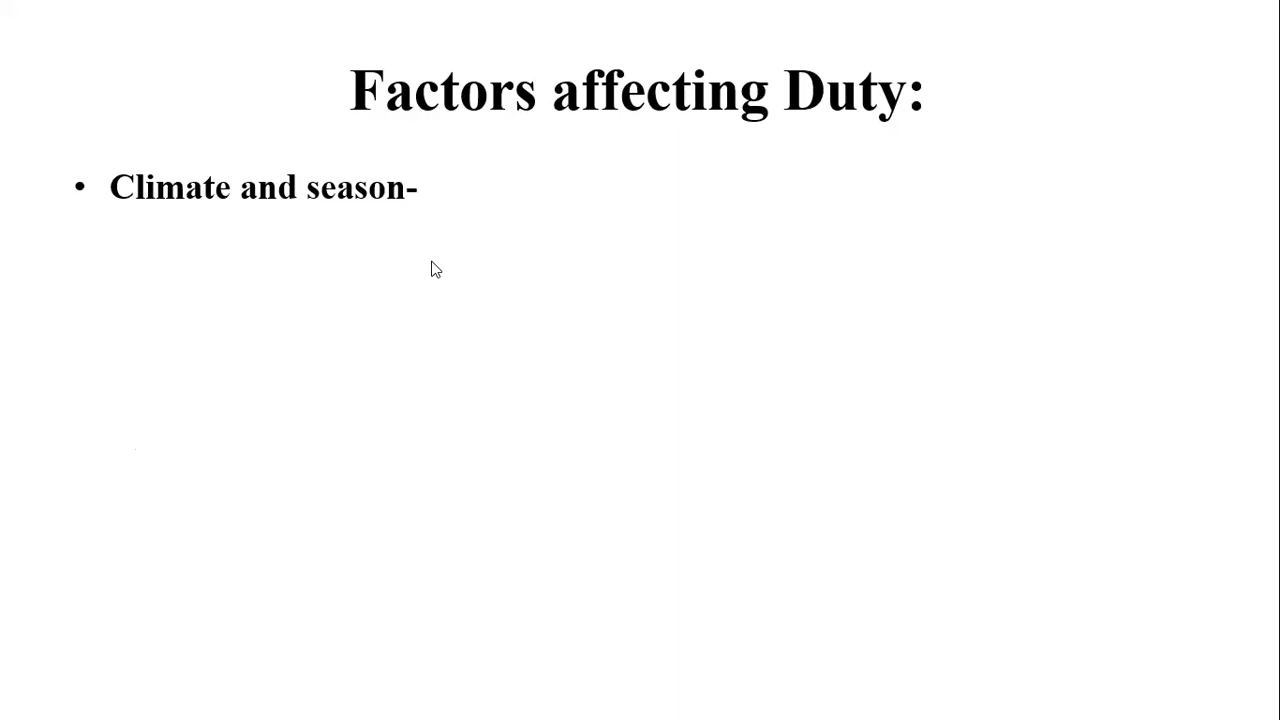 Factors affecting Duty:
• Climate and season-